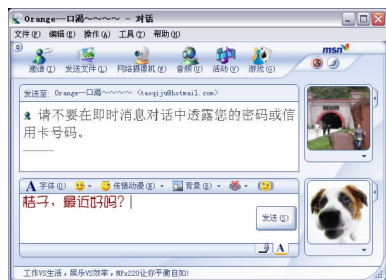 Orange--口渴~~~~ - 对话
文件(F) 编辑(E) 操作(A) 工具(T) 帮助(H)
msn
邀请(I) 发送文件(L) 网络摄像机(W) 音频(V) 活动(V) 游戏(G)
发送至: Orange--口渴~~~~~ <taoqiju@hotmail.com>
请不要在即时消息对话中透露您的密码或信
用卡号码。
字体(O) 传情动漫(N) 背景(B)
桔子，最近好吗?
发送(S)
A
工作VS生活，娱乐VS效率，MPx220让你平衡自如!